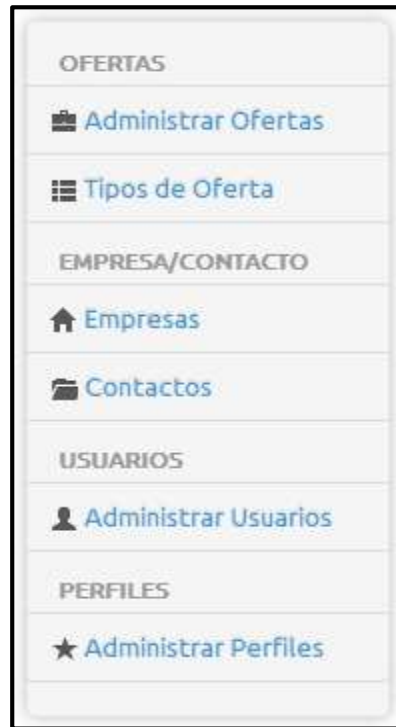 OFERTAS
Administrar Ofertas
Tipos de Oferta
EMPRESA/CONTACTO
Empresas
Contactos
USUARIOS
Administrar Usuarios
PERFILES
Administrar Perfiles